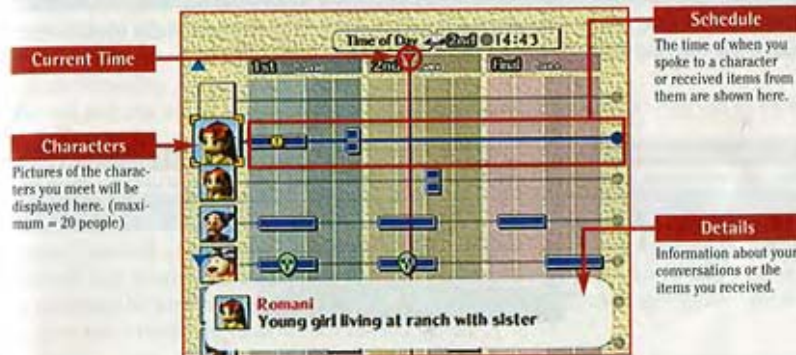 Time of Day 2nd 14:43
Current Time
1st
2nd
Final
Schedule
The time of when you
spoke to a character
or received items from
them are shown here.
Characters
Pictures of the charac-
ters you meet will be
displayed here. (maxi-
mum = 20 people)
Details
Information about your
conversations or the
items you received.
Romani
Young girl living at ranch with sister